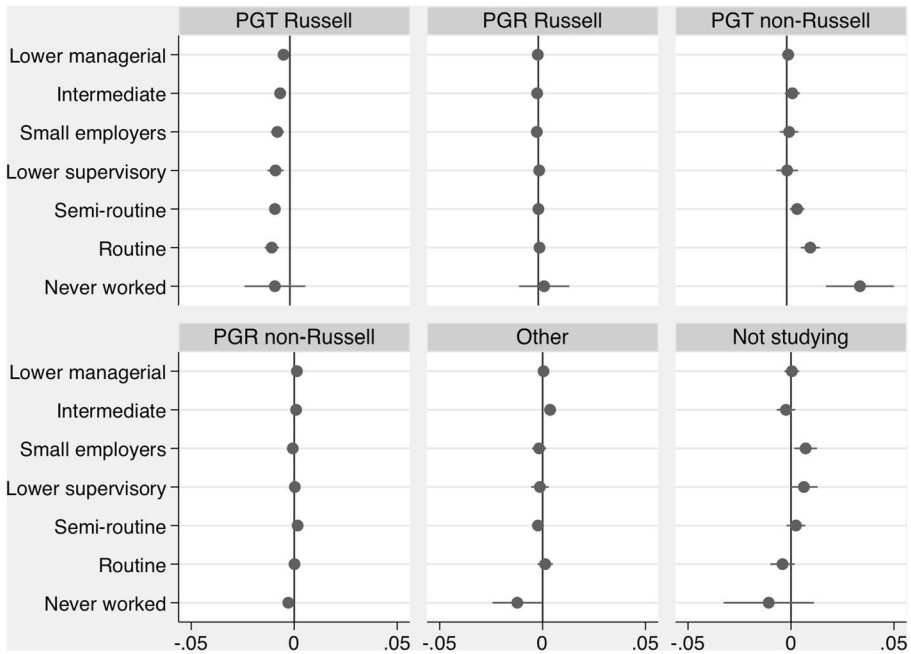 PGT Russell PGR Russell PGT non-Russell
Lower managerial
Intermediate
Small employers
Lower supervisory
Semi-routine
Routine
Never worked
PGR non-Russell Other Not studying
Lower managerial
Intermediate
Small employers
Lower supervisory
Semi-routine
Routine
Never worked
-.05 0 .05 -.05 0 .05 -.05 0 .05